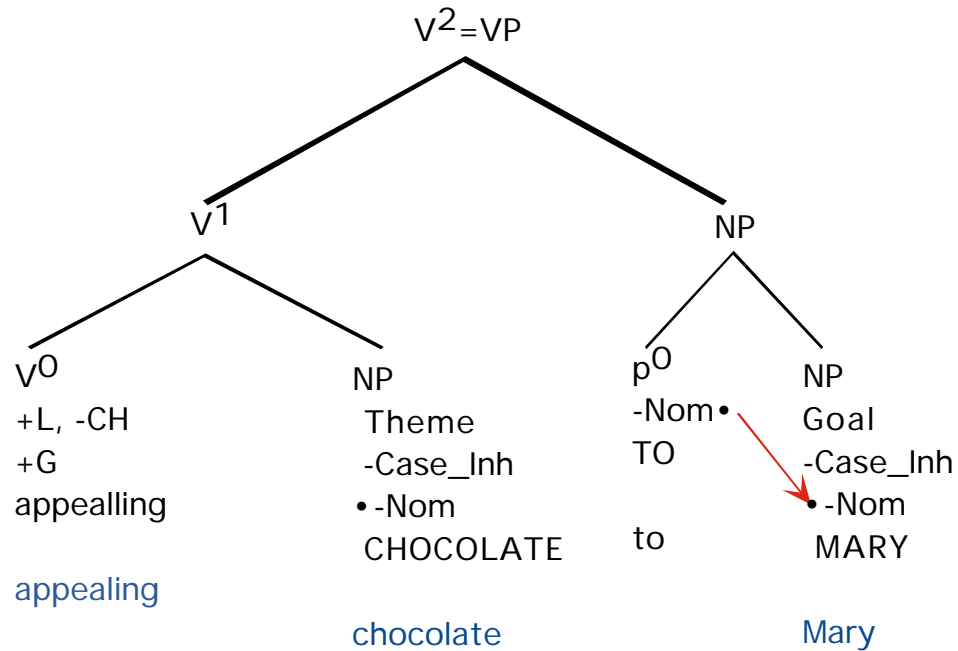 V2=VP
V1
NP
V0
+L, -CH
+G
appealling
appealing
NP
Theme
-Case_Inh
•-Nom
CHOCOLATE
chocolate
p0
-Nom•
TO
to
NP
Goal
-Case_Inh
•-Nom
MARY
Mary